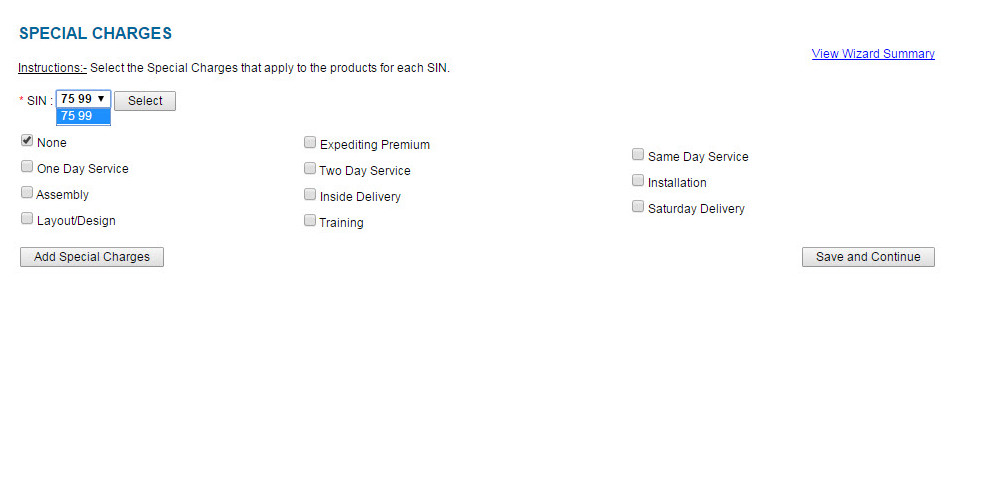 SPECIAL CHARGES
View Wizard Summary
Instructions:- Select the Special Charges that apply to the products for each SIN.
* SIN : 75 99 Select
75 99
None
Expediting Premium
Same Day Service
One Day Service
Two Day Service
Installation
Assembly
Inside Delivery
Saturday Delivery
Layout/Design
Training
Add Special Charges
Save and Continue